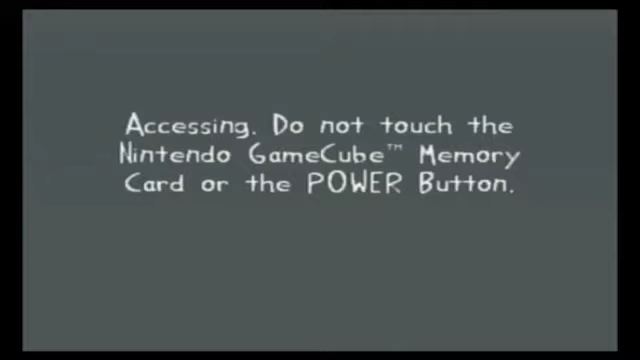 Accessing. Do not touch the
Nintendo GameCube™ Memory
Card or the POWER Button.